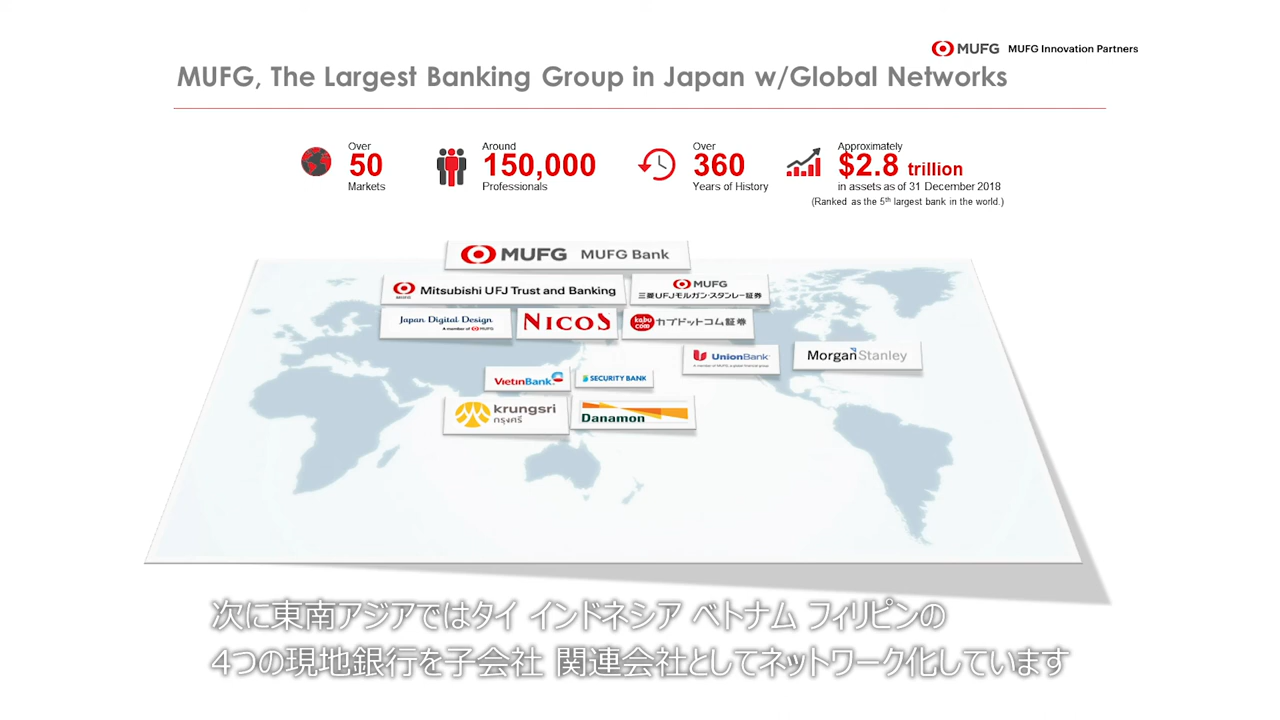 MUFG MUFG Innovation Partners
MUFG, The Largest Banking Group in Japan w/Global Networks
Over
50
Markets
Around
150,000
Professionals
Over
360
Years of History
Approximately
$2.8 trillion
in assets as of 31 December 2018
(Ranked as the 5th largest bank in the world.)
MUFG MUFG Bank
MUFG Mitsubishi UFJ Trust and Banking
MUFG
三菱UFJモルガン・スタンレー証券
Japan Digital Design
A member of MUFG
NICOS
kabu.com カブドットコム証券
UnionBank
A member of MUFG, a global financial group
Morgan Stanley
VietinBank
SECURITY BANK
krungsri
กรุงศรี
Danamon
次に東南アジアではタイ インドネシア ベトナム フィリピンの
4つの現地銀行を子会社 関連会社としてネットワーク化しています